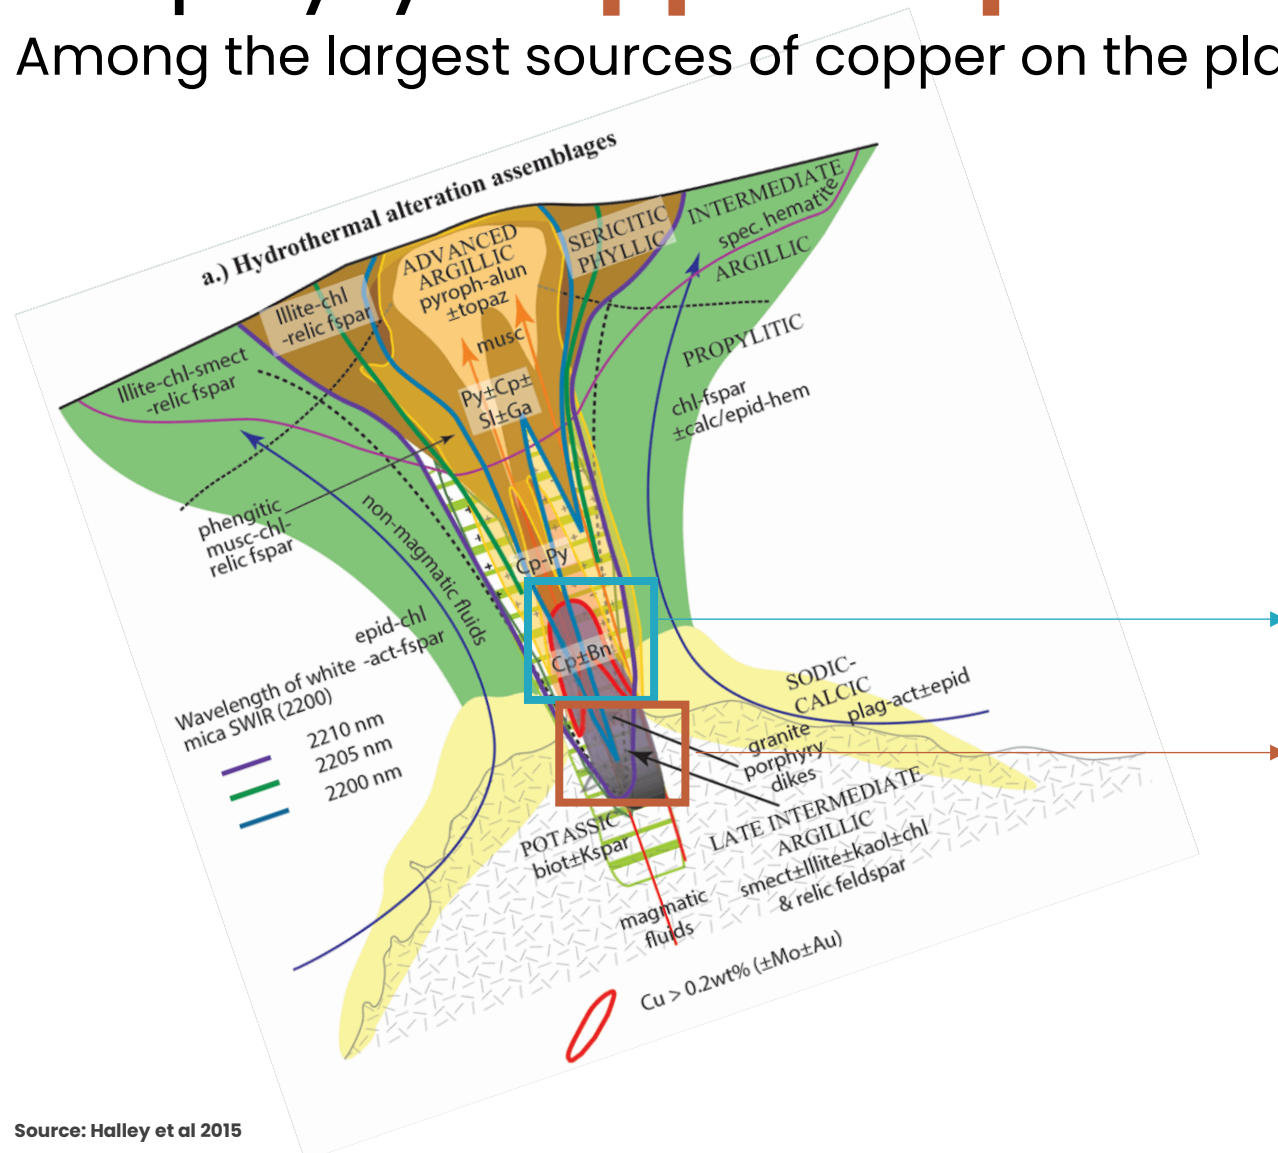 Among the largest sources of copper on the
a.) Hydrothermal alteration assemblages
ADVANCED
ARGILLIC
pyroph-alun
±topaz
SERICITIC
PHYLLIC
INTERMEDIATE
spec. hematite
ARGILLIC
Illite-chl
-relic fspar
musc
Illite-chl-smect
-relic fspar
PROPYLITIC
Py±Cp±
Sl±Ga
chl-fspar
±calc/epid-hem
phengitic
musc-chl-
relic fspar
non-magmatic fluids
Cp-Py
epid-chl
-act-fspar
Cp±Bn
Wavelength of white
mica SWIR (2200)
2210 nm
2205 nm
2200 nm
SODIC-
CALCIC
plag-act±epid
granite
porphyry
dikes
POTASSIC
biot±Kspar
LATE INTERMEDIATE
ARGILLIC
smect±Illite±kaol±chl
& relic feldspar
magmatic
fluids
Cu > 0.2wt% (±Mo±Au)
Source: Halley et al 2015